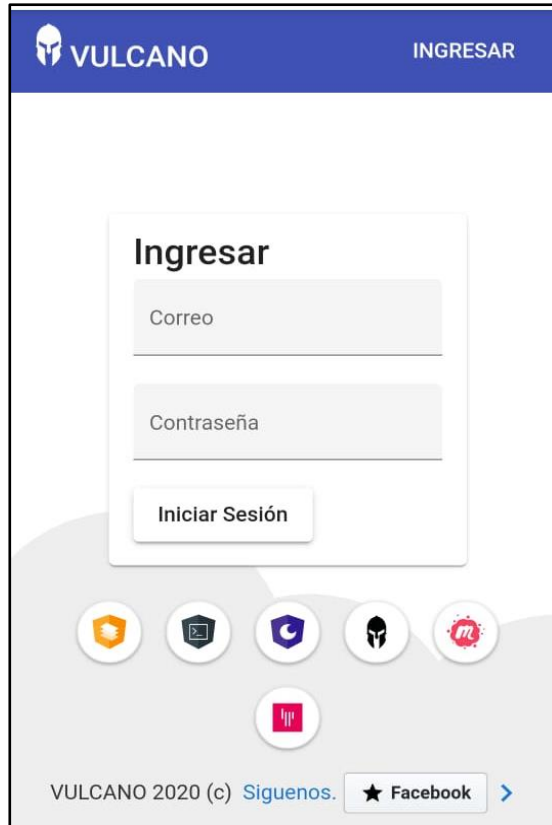 VULCANO INGRESAR
Ingresar
Correo
Contraseña
Iniciar Sesión
m
VULCANO 2020 (c) Siguenos. Facebook